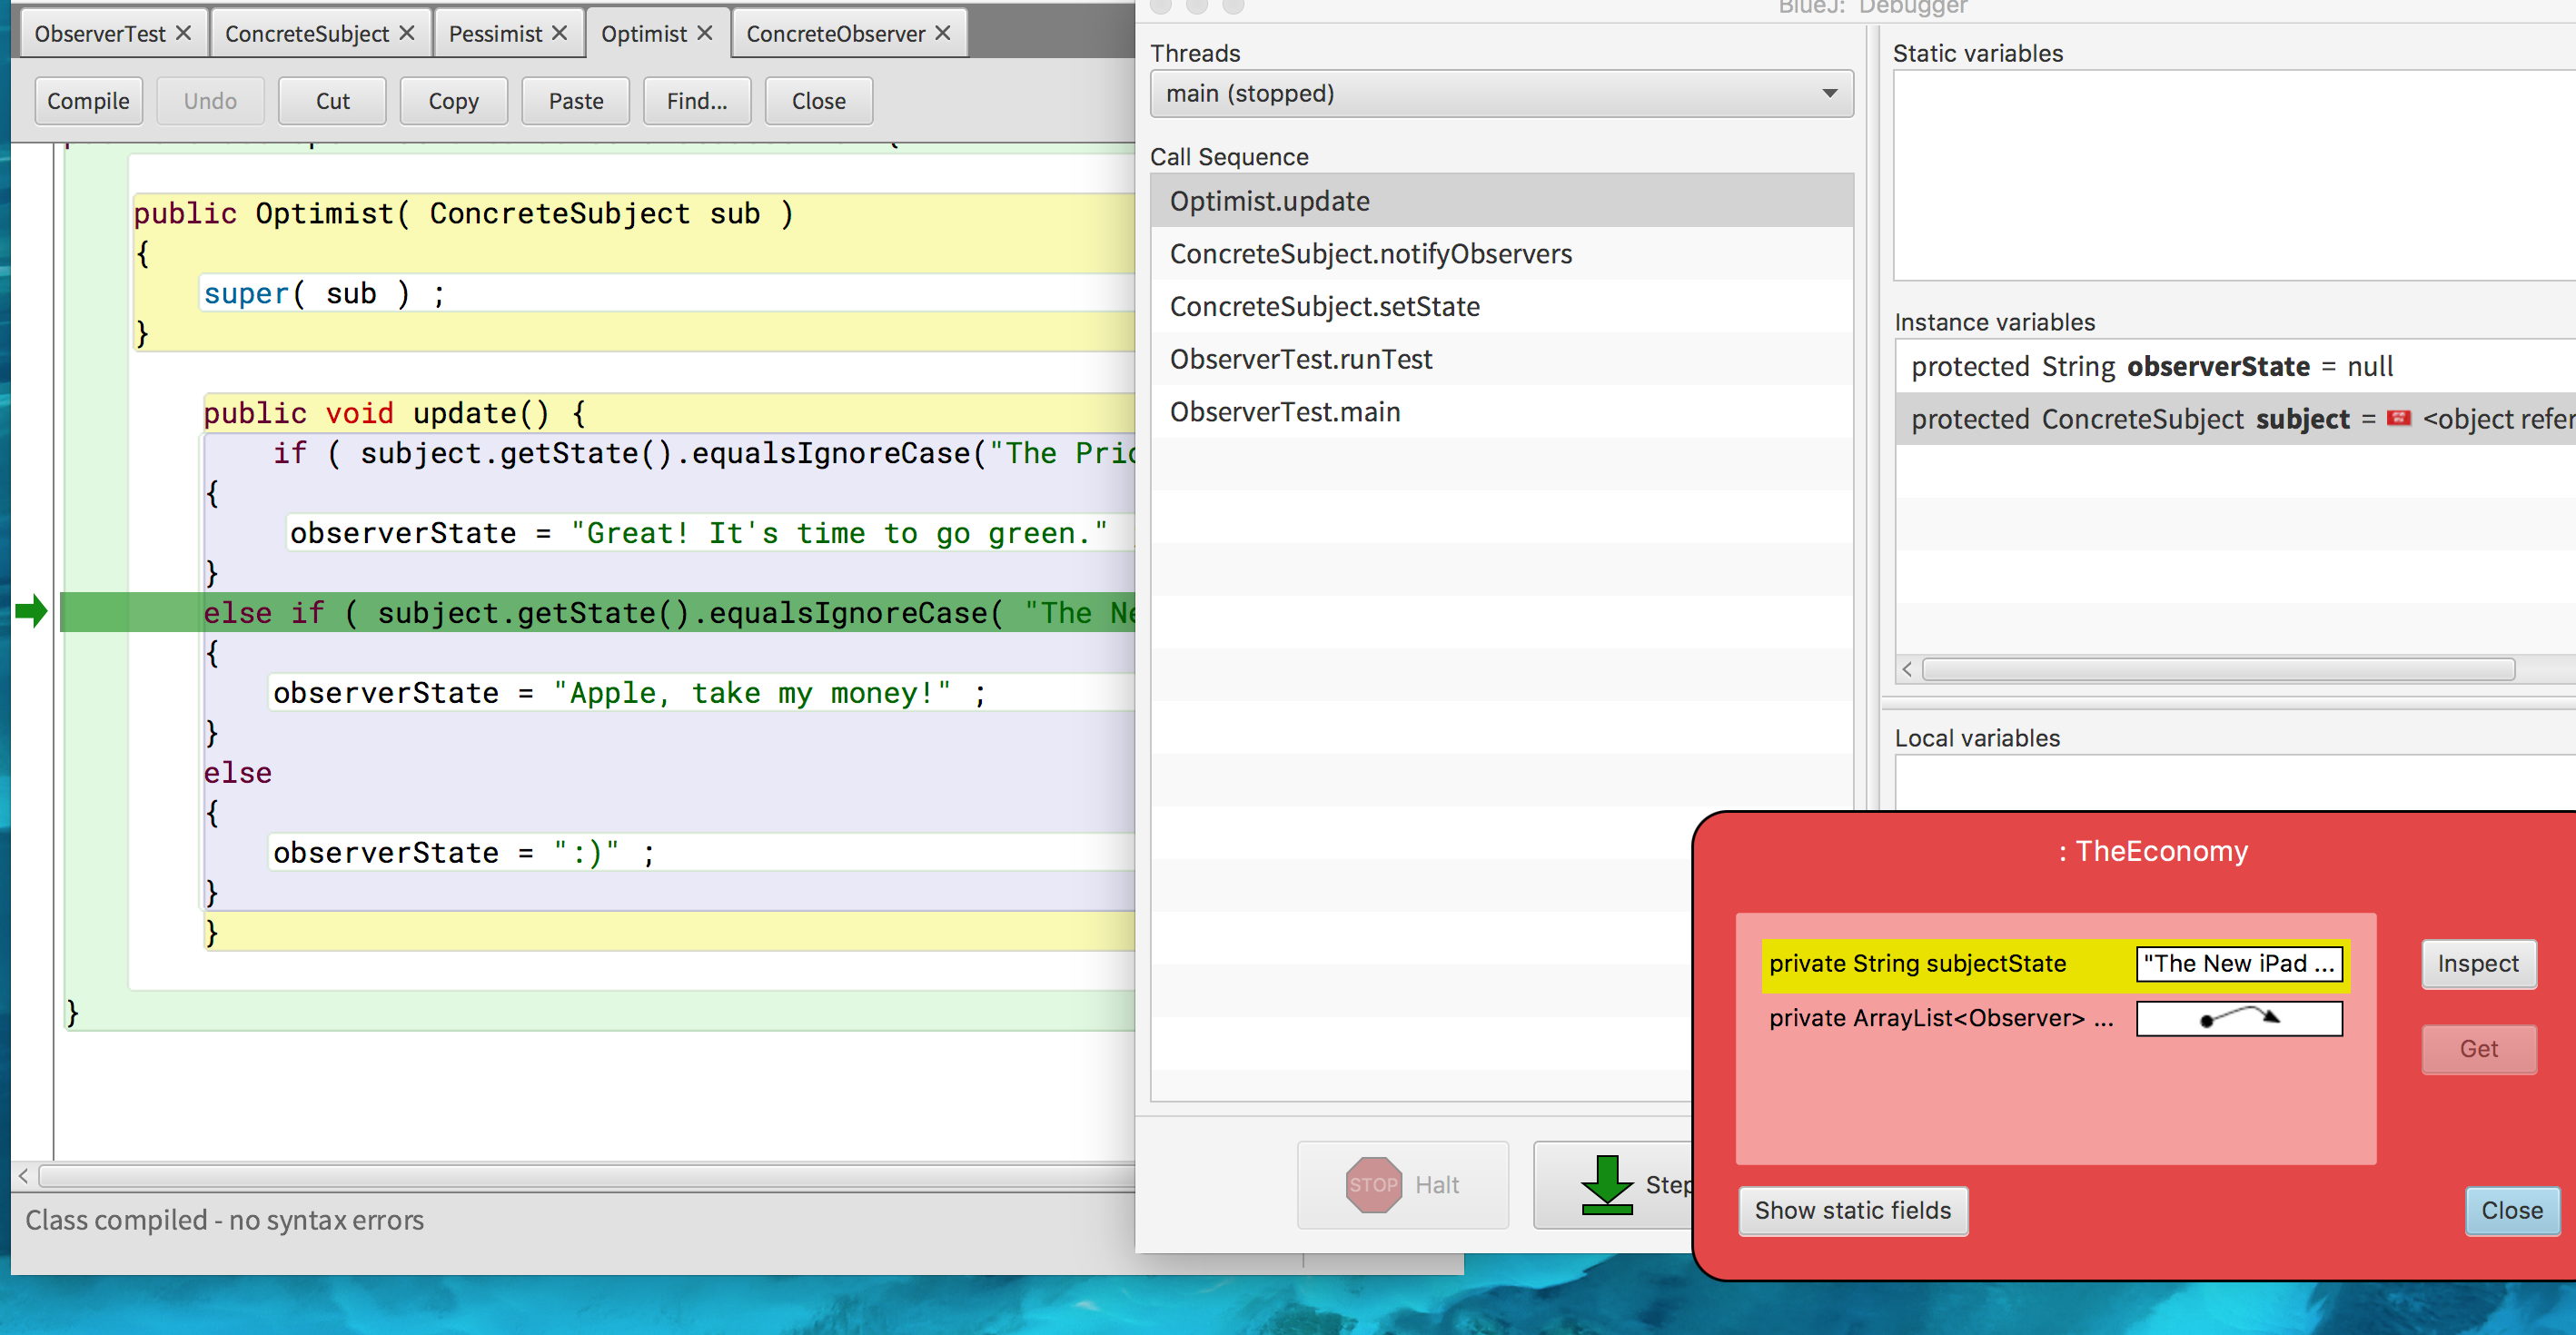 ObserverTest ConcreteSubject Pessimist Optimist ConcreteObserver
Compile Undo Cut Copy Paste Find... Close
public Optimist( ConcreteSubject sub )
{
super( sub ) ;
}
public void update() {
if ( subject.getState().equalsIgnoreCase("The Pric
{
observerState = "Great! It's time to go green."
}
else if ( subject.getState().equalsIgnoreCase( "The Ne
{
observerState = "Apple, take my money!" ;
}
else
{
observerState = ":)" ;
}
}
}
Class compiled - no syntax errors
BlueJ: Debugger
Threads
main (stopped)
Call Sequence
Optimist.update
ConcreteSubject.notifyObservers
ConcreteSubject.setState
ObserverTest.runTest
ObserverTest.main
STOP Halt
Step
Static variables
Instance variables
protected String observerState = null
protected ConcreteSubject subject = <object refer
Local variables
: TheEconomy
private String subjectState "The New iPad ...
private ArrayList<Observer> ...
Inspect
Get
Show static fields
Close